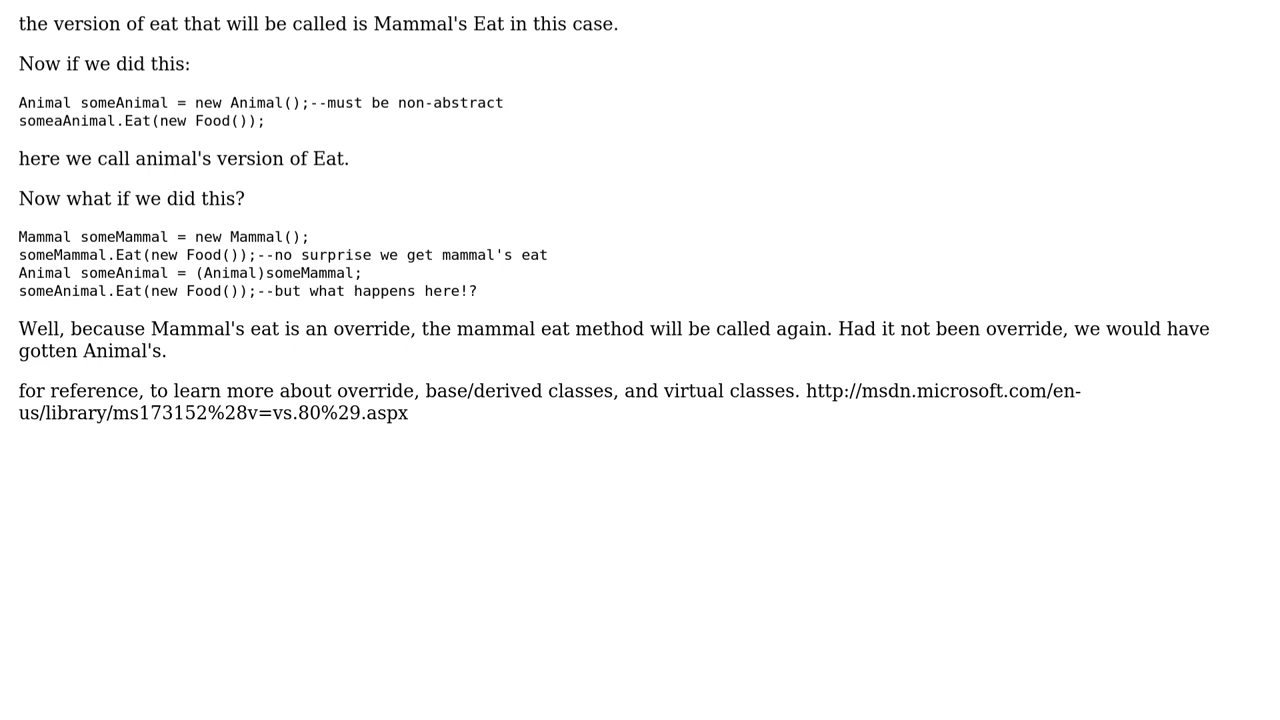 the version of eat that will be called is Mammal's Eat in this case.
Now if we did this:
Animal someAnimal = new Animal();--must be non-abstract
someaAnimal.Eat(new Food());
here we call animal's version of Eat.
Now what if we did this?
Mammal someMammal = new Mammal();
someMammal.Eat(new Food());--no surprise we get mammal's eat
Animal someAnimal = (Animal)someMammal;
someAnimal.Eat(new Food());--but what happens here!?
Well, because Mammal's eat is an override, the mammal eat method will be called again. Had it not been override, we would have
gotten Animal's.
for reference, to learn more about override, base/derived classes, and virtual classes. http://msdn.microsoft.com/en-
us/library/ms173152%28v=vs.80%29.aspx